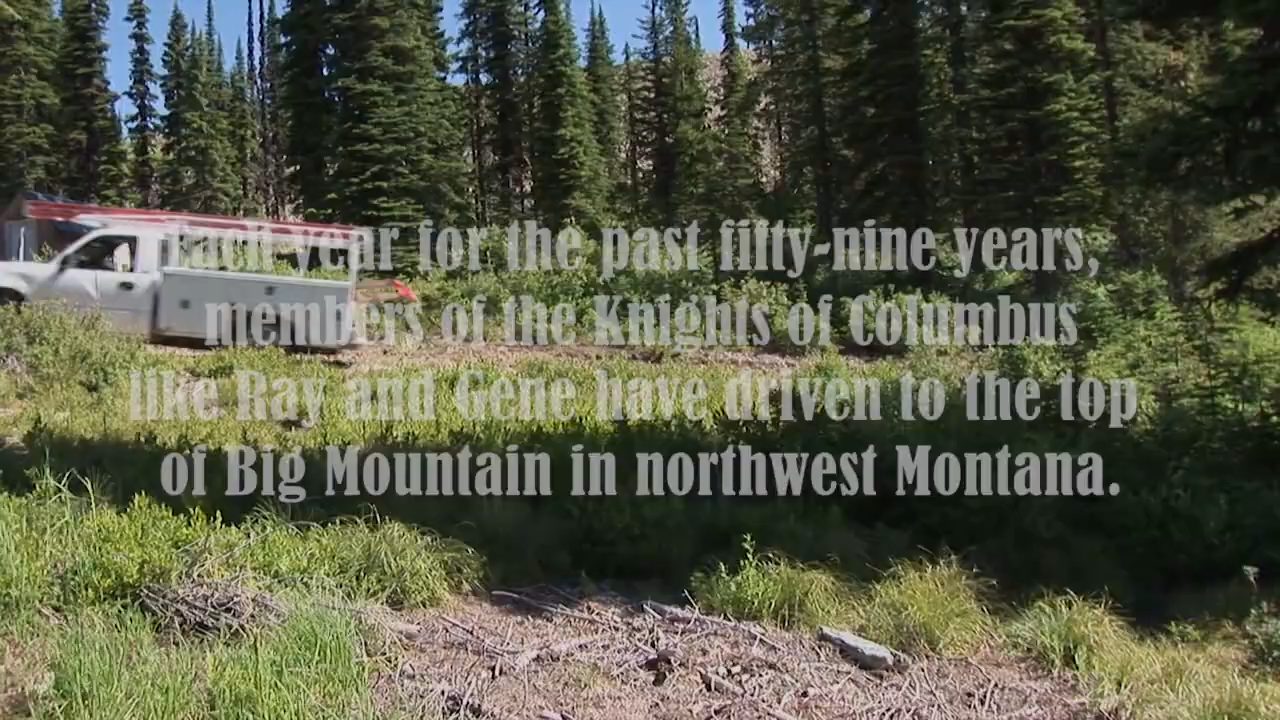 Each year for the past fifty-nine years,
members of the Knights of Columbus
like Ray and Gene have driven to the top
of Big Mountain in northwest Montana.